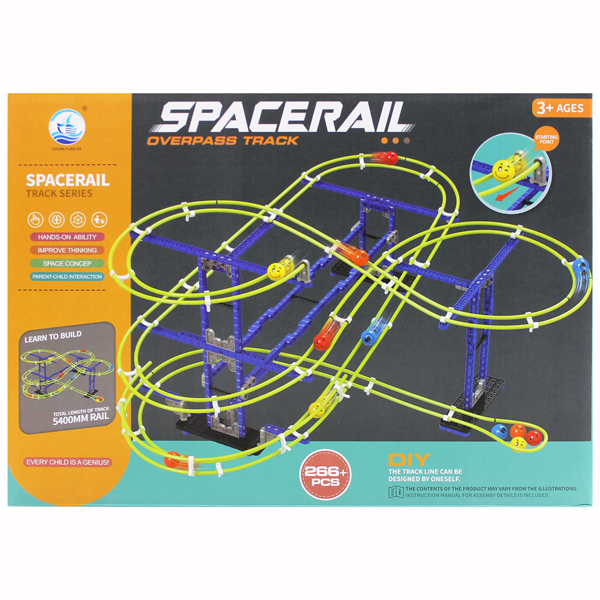 SPACERAIL
OVERPASS TRACK
3+ AGES
STARTING
POINT
SPACERAIL
TRACK SERIES
HANDS-ON ABILITY
IMPROVE THINKING
SPACE CONCEP
PARENT-CHILD INTERACTION
LEARN TO BUILD
TOTAL LENGTH OF TRACK
5400MM RAIL
EVERY CHILD IS A GENIUS!
266+
PCS
DIY
THE TRACK LINE CAN BE
DESIGNED BY ONESELF.
THE CONTENTS OF THE PRODUCT MAY VARY FROM THE ILLUSTRATIONS.
INSTRUCTION MANUAL FOR ASSEMBY DETAILS IS INCLUDED.